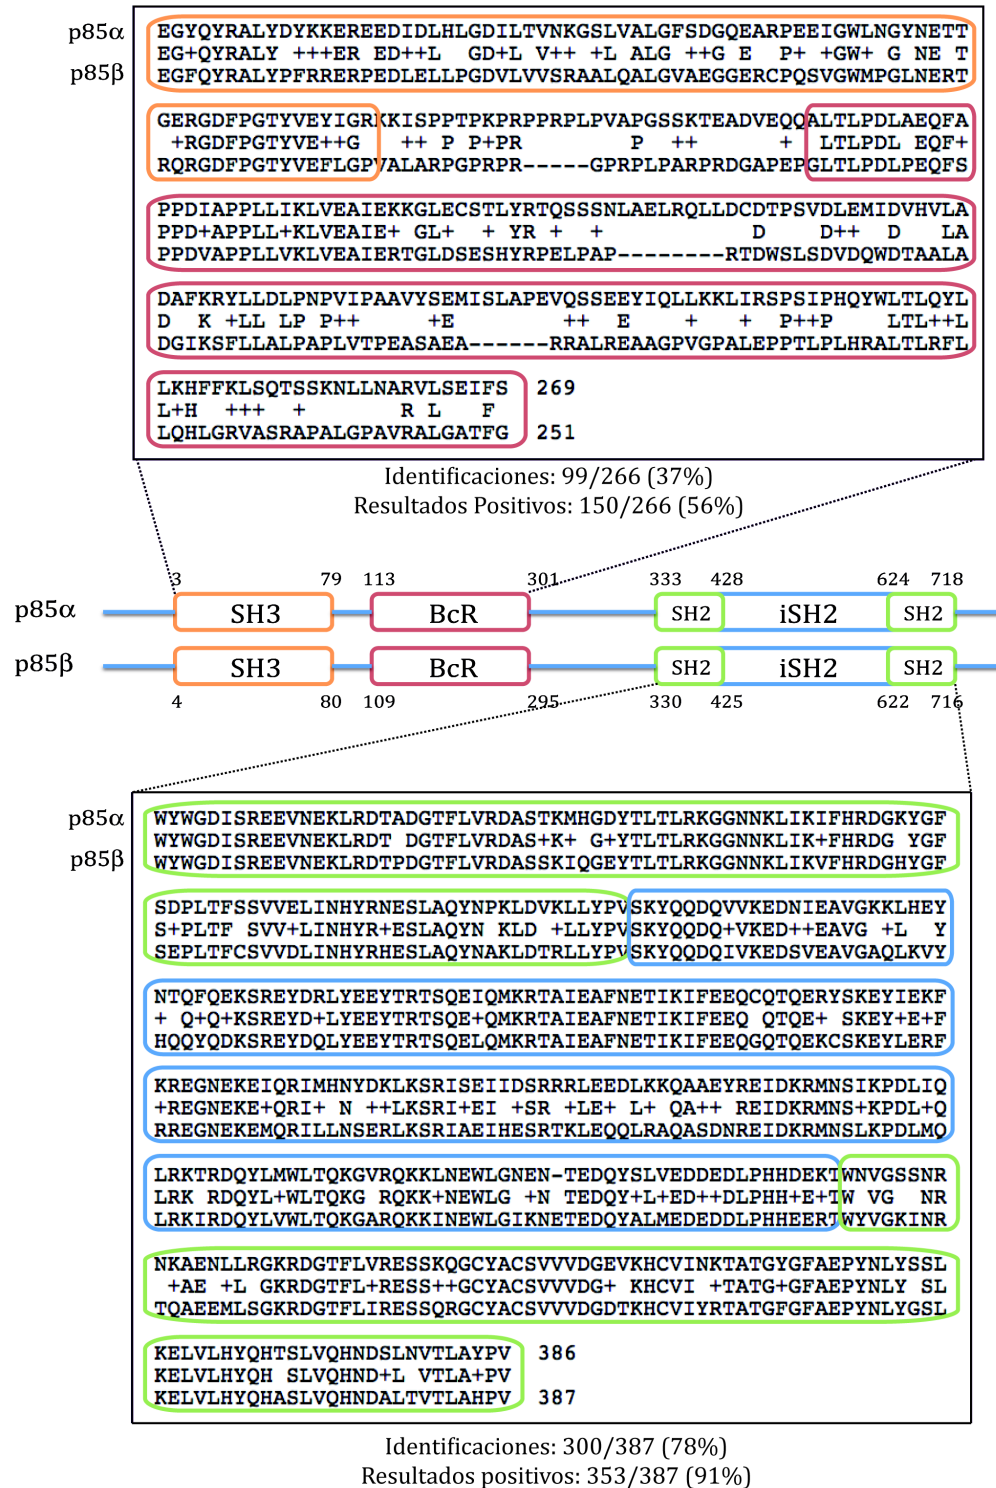 p85α EGYQYRALYDYKKEREEDIDLHLGDILTVNKGSLVALGFSDGQEARPEEIGWLNGYNETT
EG+QYRALY +++ER ED++L GD+L V++ +L ALG ++G E P+ +GW+ G NE T
p85β EGFQYRALYPFRRERPEDLELLPGDVLVVSRAALQALGVAEGGERCPQSVGWMPGLNERT
GERGDFPGTYVEYIGRKKISPPTPKPRPPRPLPVAPGSSKTEADVEQQALTLPDLAEQFA
+RGDFPGTYVE++G ++ P P+PR P ++ + LTLPDL EQF+
RQRGDFPGTYVEFLGPVALARPGPRPR-----GPRPLPARPRDGAPEPGLTLPDLPEQFS
PPDIAPPLLIKLVEAIEKKGLECSTLYRTQSSSNLAELRQLLDCDTPSVDLEMIDVHVLA
PPD+APPLL+KLVEAIE+ GL+ + YR + + D D++ D LA
PPDVAPPLLVKLVEAIERTGLDSESHYRPELPAP--------RTDWSLSDVDQWDTAALA
DAFKRYLLDLPNPVIPAAVYSEMISLAPEVQSSEEYIQLLKKLIRSPSIPHQYWLTLQYL
D K +LL LP P++ +E ++ E + + P++P LTL++L
DGIKSFLLALPAPLVTPEASAEA------RRALREAAGPVGPALEPPTLPLHRALTLRFL
LKHFFKLSQTSSKNLLNARVLSEIFS 269
L+H +++ + R L F
LQHLGRVASRAPALGPAVRALGATFG 251
Identificaciones: 99/266 (37%)
Resultados Positivos: 150/266 (56%)
3 79 113 301 333 428 624 718
p85α SH3 BcR SH2 iSH2 SH2
p85β SH3 BcR SH2 iSH2 SH2
4 80 109 295 330 425 622 716
p85α WYWGDISREEVNEKLRDTADGTFLVRDASTKMHGDYTLTLRKGGNNKLIKIFHRDGKYGF
WYWGDISREEVNEKLRDT DGTFLVRDAS+K+ G+YTLTLRKGGNNKLIK+FHRDG YGF
p85β WYWGDISREEVNEKLRDTPDGTFLVRDASSKIQGEYTLTLRKGGNNKLIKVFHRDGHYGF
SDPLTFSSVVELINHYRNESLAQYNPKLDVKLLYPVSKYQQDQVVKEDNIEAVGKKLHEY
S+PLTF SVV+LINHYR+ESLAQYN KLD +LLYPVSKYQQDQ+VKED++EAVG +L Y
SEPLTFCSVVDLINHYRHESLAQYNAKLDTRLLYPVSKYQQDQIVKEDSVEAVGAQLKVY
NTQFQEKSREYDRLYEEYTRTSQEIQMKRTAIEAFNETIKIFEEQCQTQERYSKEYIEKF
+ Q+Q+KSREYD+LYEEYTRTSQE+QMKRTAIEAFNETIKIFEEQ QTQE+ SKEY+E+F
HQQYQDKSREYDQLYEEYTRTSQELQMKRTAIEAFNETIKIFEEQGQTQEKCSKEYLERF
KREGNEKEIQRIMHNYDKLKSRISEIIDSRRRLEEDLKKQAAEYREIDKRMNSIKPDLIQ
+REGNEKE+QRI+ N ++LKSRI+EI +SR +LE+ L+ QA++ REIDKRMNS+KPDL+Q
RREGNEKEMQRILLNSERLKSRIAEIHESRTKLEQQLRAQASDNREIDKRMNSLKPDLMQ
LRKTRDQYLMWLTQKGVRQKKLNEWLGNEN-TEDQYSLVEDDEDLPHHDEKTWNVGSSNR
LRK RDQYL+WLTQKG RQKK+NEWLG +N TEDQY+L+ED++DLPHH+E+TW VG NR
LRKIRDQYLVWLTQKGARQKKINEWLGIKNETEDQYALMEDEDDLPHHEERTWYVGKINR
NKAENLLRGKRDGTFLVRESSKQGCYACSVVVDGEVKHCVINKTATGYGFAEPYNLYSSL
+AE +L GKRDGTFL+RESS++GCYACSVVVDG+ KHCVI +TATG+GFAEPYNLY SL
TQAEEMLSGKRDGTFLIRESSQRGCYACSVVVDGDTKHCVIYRTATGFGFAEPYNLYGSL
KELVLHYQHTSLVQHNDSLNVTLAYPV 386
KELVLHYQH SLVQHND+L VTLA+PV
KELVLHYQHASLVQHNDALTVTLAHPV 387
Identificaciones: 300/387 (78%)
Resultados positivos: 353/387 (91%)